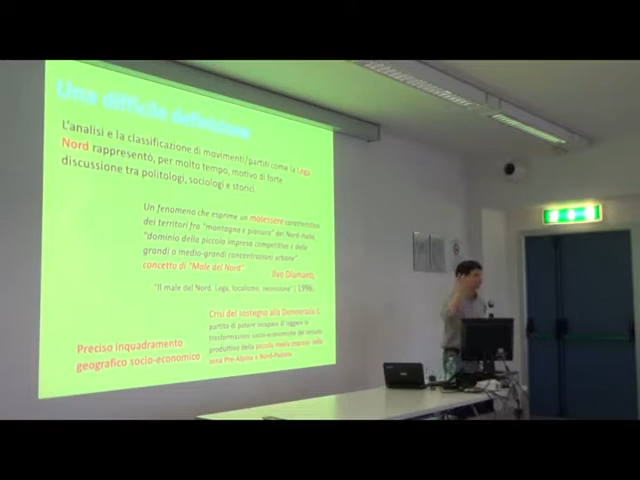 Una difficile definizione
L'analisi e la classificazione di movimenti/partiti come la Lega
Nord rappresentò, per molto tempo, motivo di forte
discussione tra politologi, sociologi e storici.
Un fenomeno che esprime un malessere caratteristico
dei territori fra "montagna e pianura" del Nord-Italia,
"dominio della piccola impresa competitiva e delle
grandi o medio-grandi concentrazioni urbane"
concetto di "Male del Nord"
Ilvo Diamanti,
"Il male del Nord. Lega, localismo, secessione", 1996.
Crisi del sostegno alla Democrazia C.
partito di potere incapace di leggere le
trasformazioni socio-economiche del tessuto
produttivo della piccola media impresa nella
zona Pre-Alpina e Nord-Padana
Preciso inquadramento
geografico socio-economico